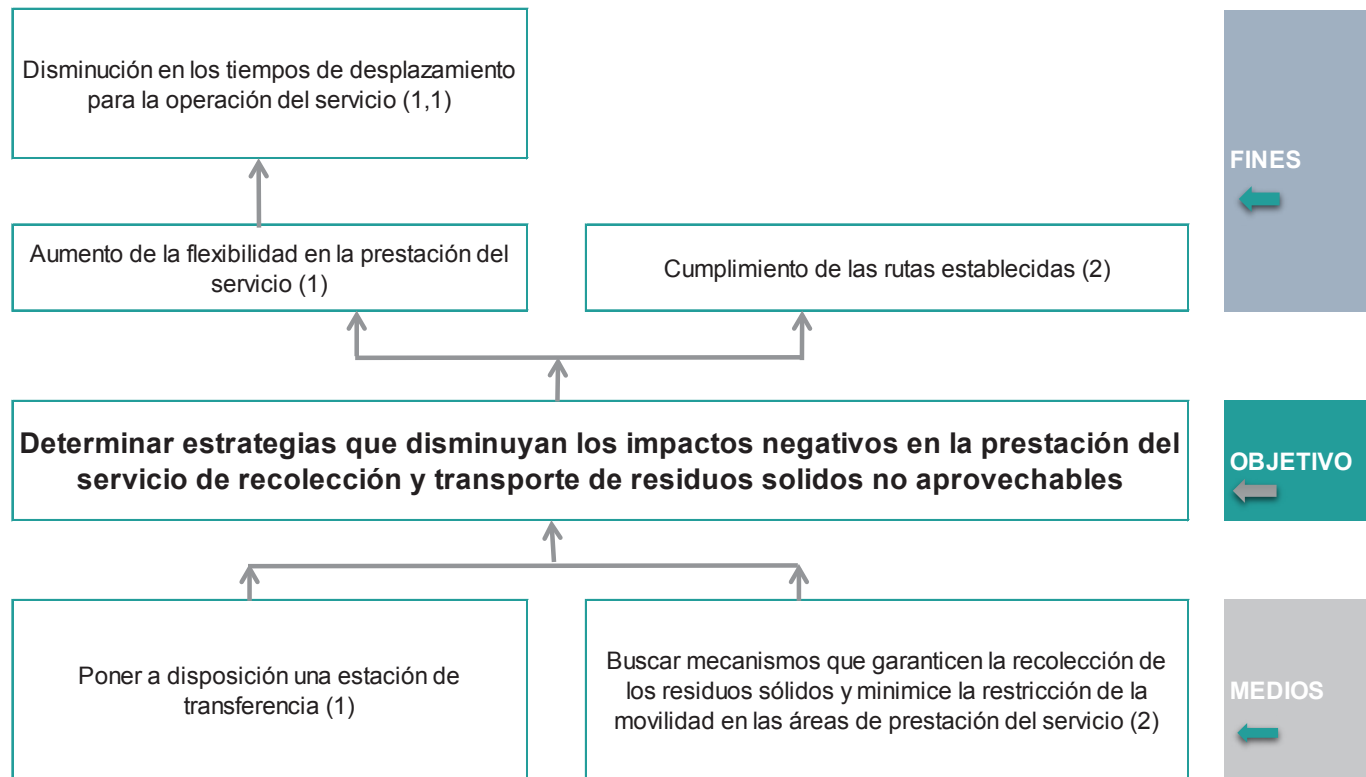 Disminución en los tiempos de desplazamiento
para la operación del servicio (1,1)
FINES
Aumento de la flexibilidad en la prestación del
servicio (1)
Cumplimiento de las rutas establecidas (2)
Determinar estrategias que disminuyan los impactos negativos en la prestación del
servicio de recolección y transporte de residuos solidos no aprovechables
OBJETIVO
Poner a disposición una estación de
transferencia (1)
Buscar mecanismos que garanticen la recolección de
los residuos sólidos y minimice la restricción de la
movilidad en las áreas de prestación del servicio (2)
MEDIOS